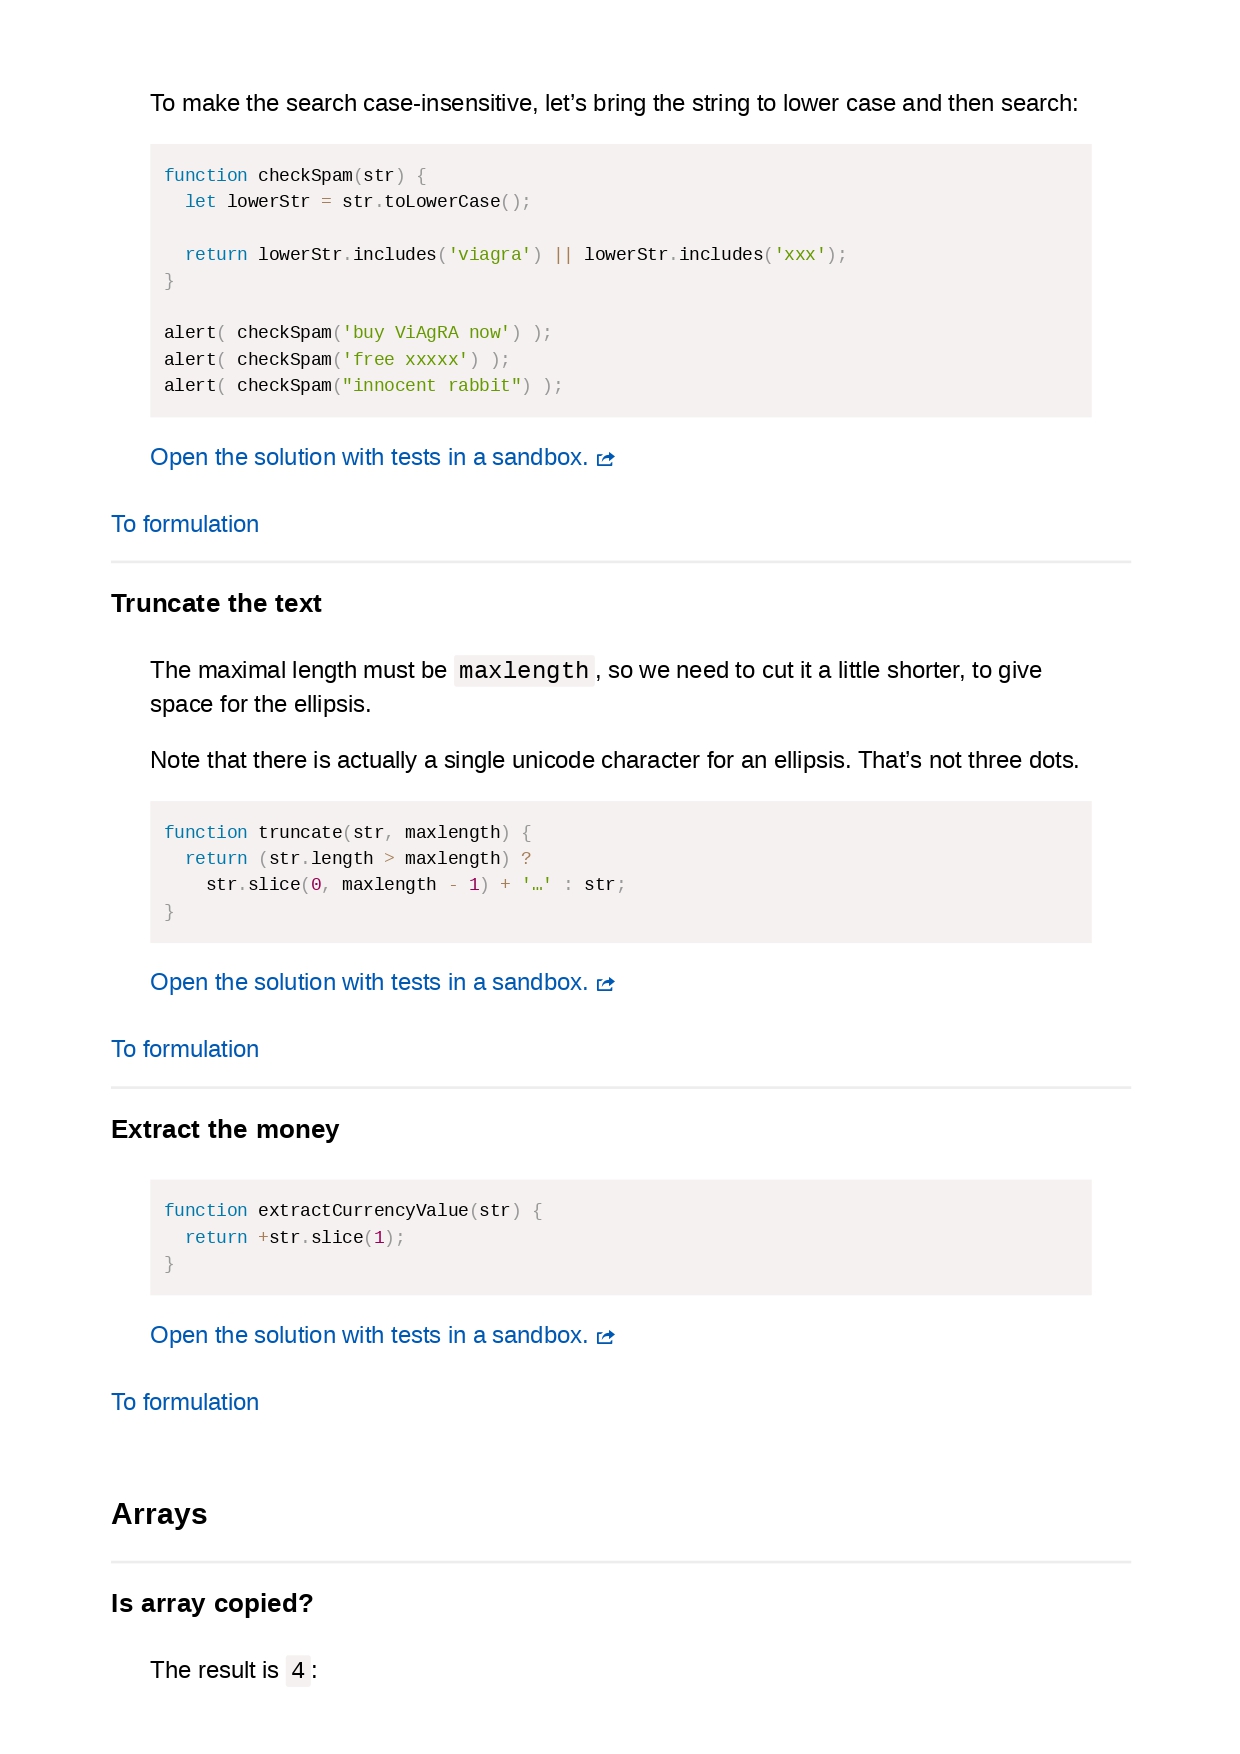 To make the search case-insensitive, let’s bring the string to lower case and then search:
function checkSpam(str) {
  let lowerStr = str.toLowerCase();

  return lowerStr.includes('viagra') || lowerStr.includes('xxx');
}

alert( checkSpam('buy ViAgRA now') );
alert( checkSpam('free xxxxx') );
alert( checkSpam("innocent rabbit") );
Open the solution with tests in a sandbox.
To formulation
Truncate the text
The maximal length must be maxlength, so we need to cut it a little shorter, to give
space for the ellipsis.
Note that there is actually a single unicode character for an ellipsis. That’s not three dots.
function truncate(str, maxlength) {
  return (str.length > maxlength) ?
    str.slice(0, maxlength - 1) + '…' : str;
}
Open the solution with tests in a sandbox.
To formulation
Extract the money
function extractCurrencyValue(str) {
  return +str.slice(1);
}
Open the solution with tests in a sandbox.
To formulation
Arrays
Is array copied?
The result is 4: